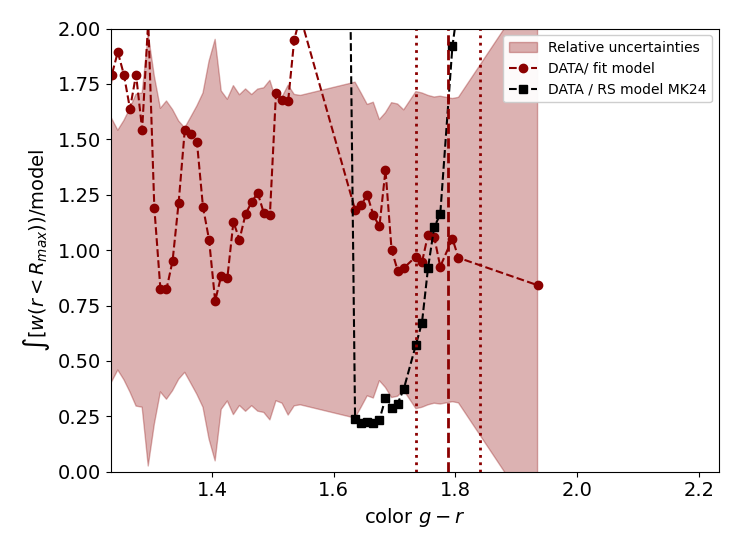 2.00
1.75
1.50
1.25
1.00
0.75
0.50
0.25
0.00
∫[w(r < R_{max}))/model
Relative uncertainties
DATA/ fit model
DATA / RS model MK24
1.4 1.6 1.8 2.0 2.2
color g − r